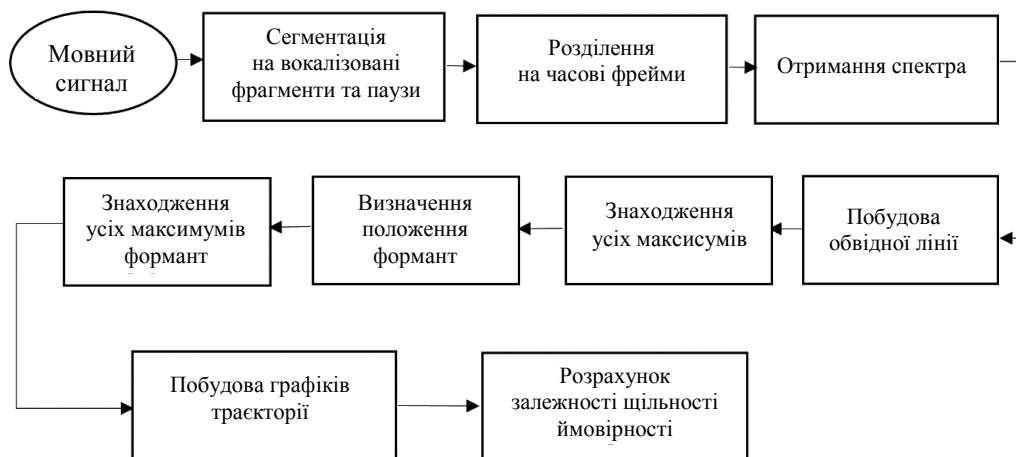 Мовний
сигнал
Сегментація
на вокалізовані
фрагменти та паузи
Розділення
на часові фрейми
Отримання спектра
Побудова
обвідної лінії
Знаходження
усіх максисумів
Визначення
положення
формант
Знаходження
усіх максимумів
формант
Побудова графіків
траєкторії
Розрахунок
залежності щільності
ймовірності